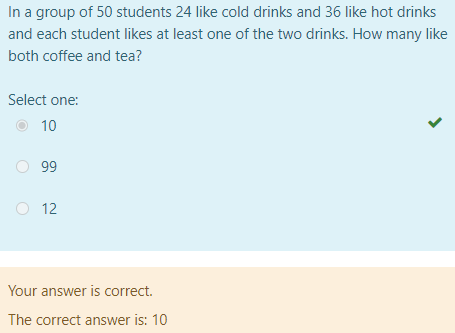 In a group of 50 students 24 like cold drinks and 36 like hot drinks
and each student likes at least one of the two drinks. How many like
both coffee and tea?
Select one:
10
99
12
Your answer is correct.
The correct answer is: 10